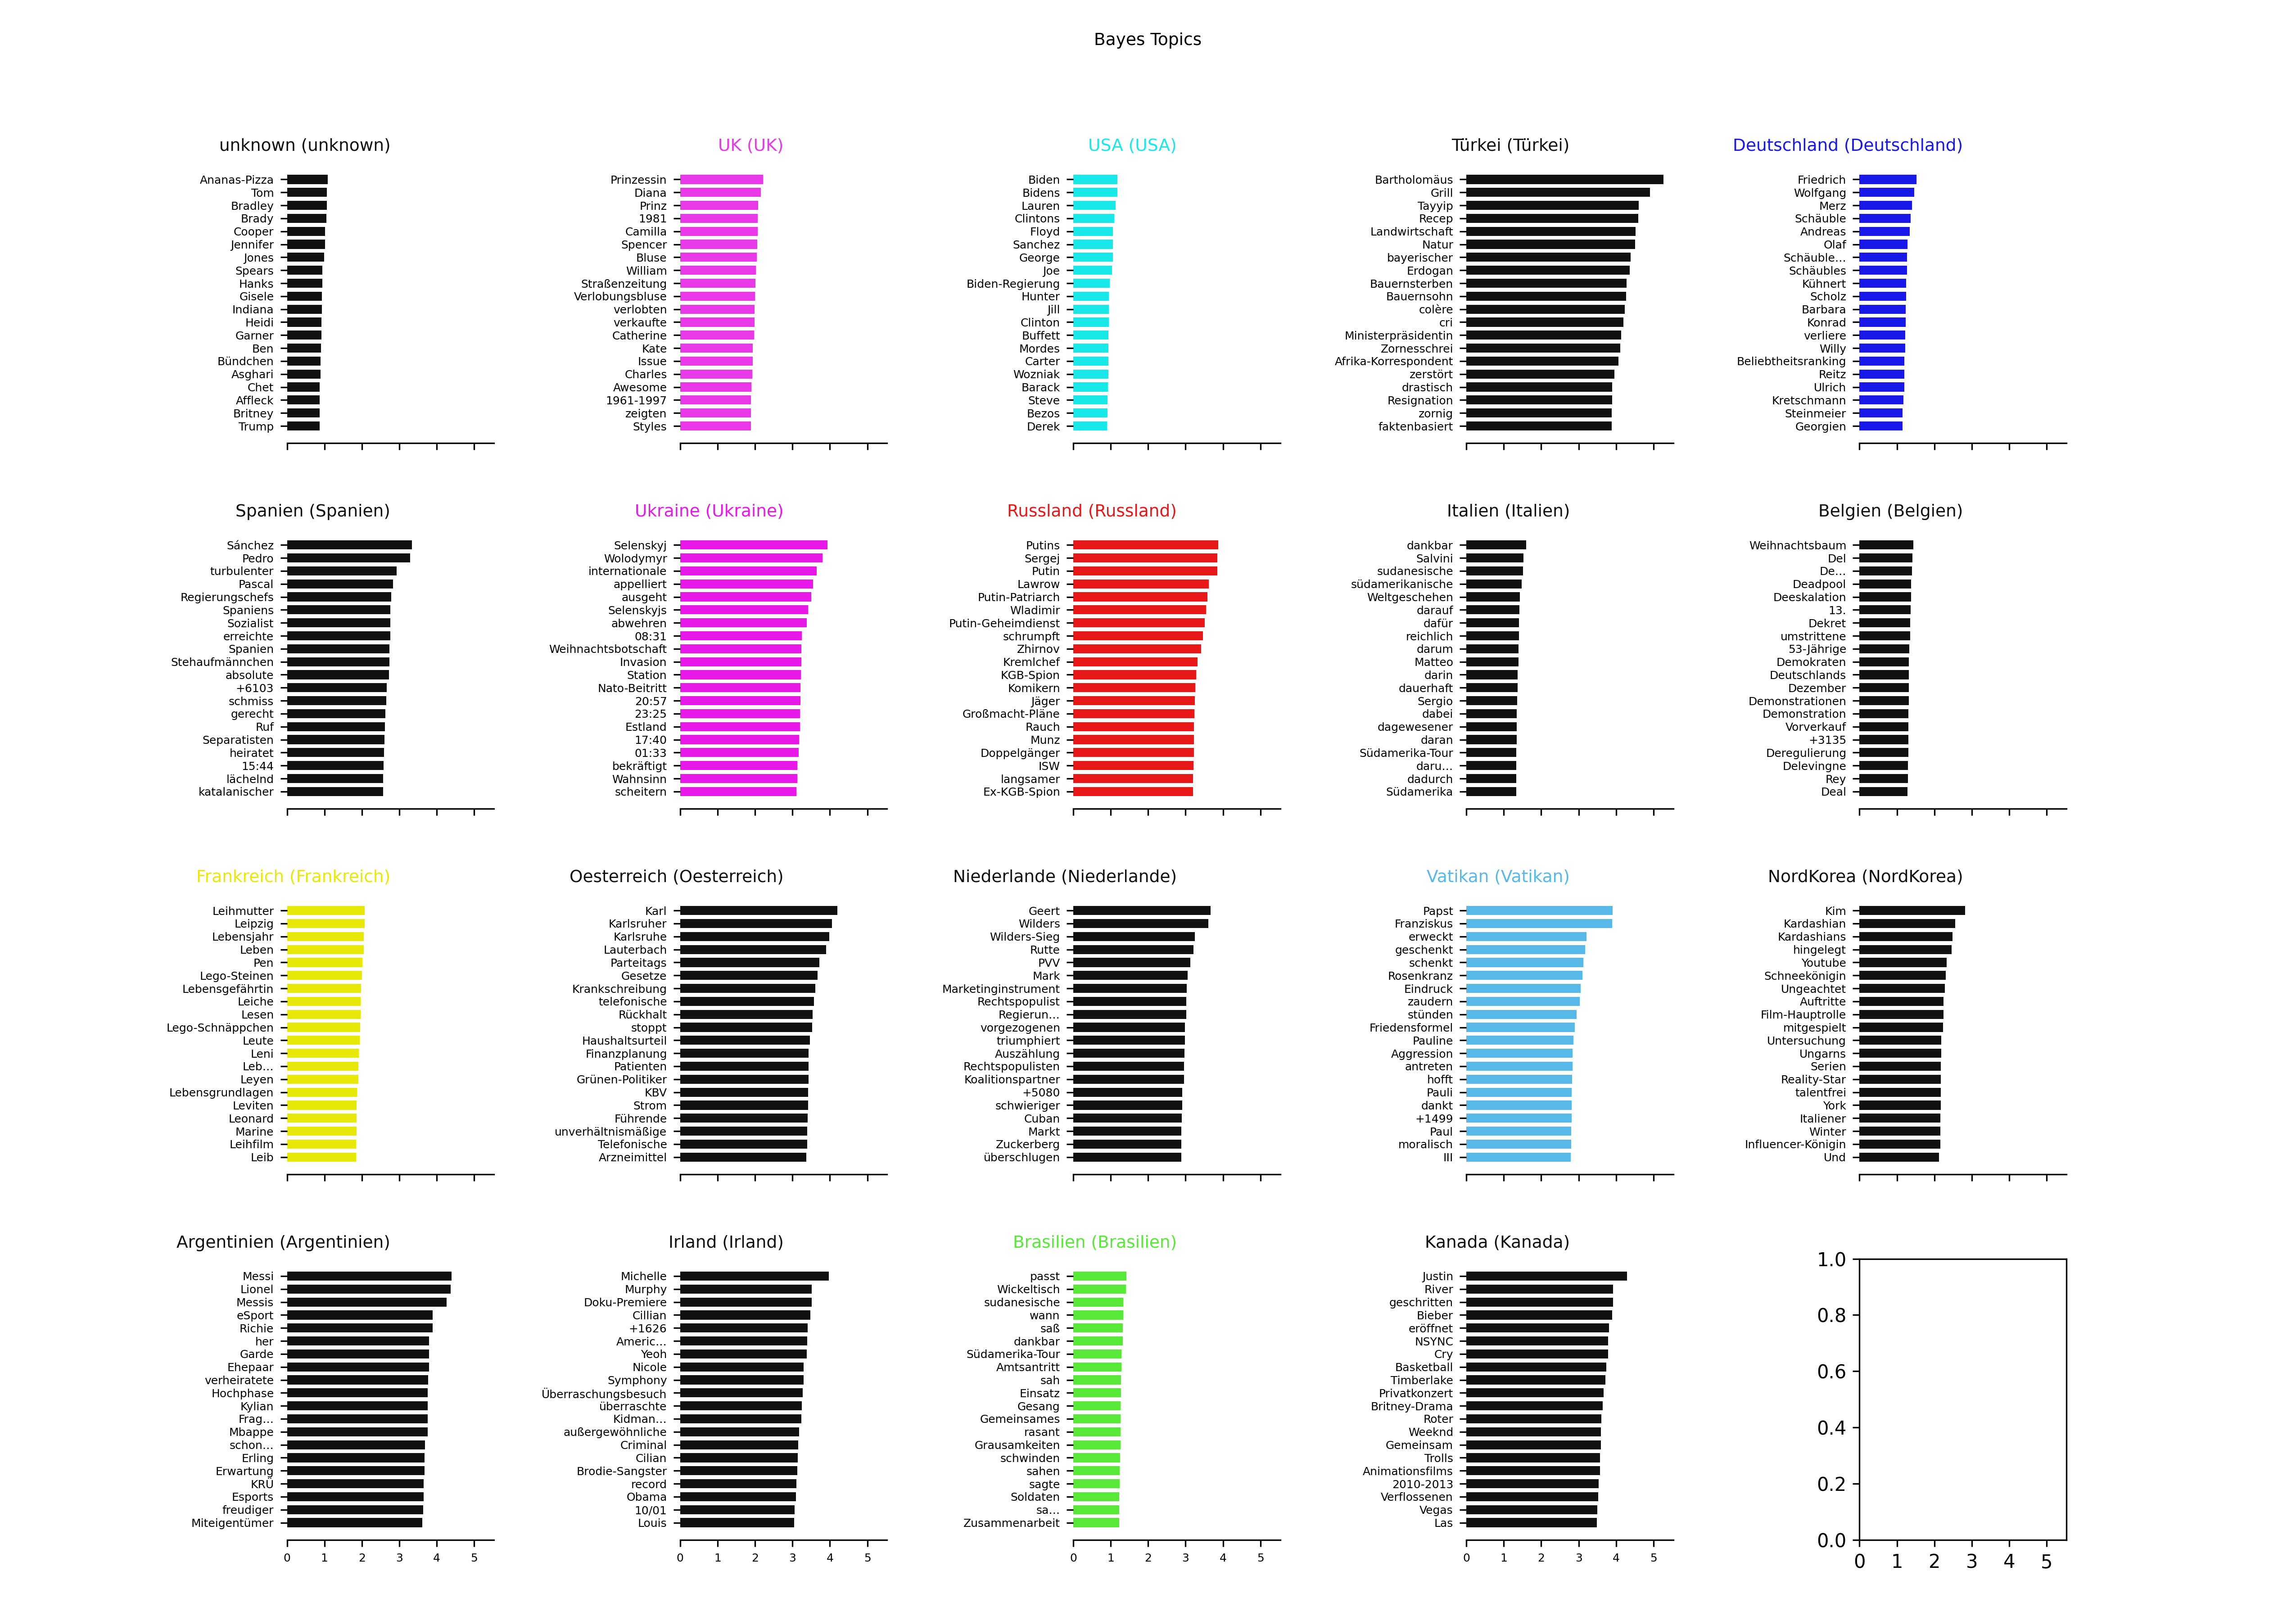 Bayes Topics
unknown (unknown)
Ananas-Pizza
Tom
Bradley
Brady
Cooper
Jennifer
Jones
Spears
Hanks
Gisele
Indiana
Heidi
Garner
Ben
Bündchen
Asghari
Chet
Affleck
Britney
Trump
UK (UK)
Prinzessin
Diana
Prinz
1981
Camilla
Spencer
Bluse
William
Straßenzeitung
Verlobungsbluse
verlobten
verkaufte
Catherine
Kate
Issue
Charles
Awesome
1961-1997
zeigten
Styles
USA (USA)
Biden
Bidens
Lauren
Clintons
Floyd
Sanchez
George
Joe
Biden-Regierung
Hunter
Jill
Clinton
Buffett
Mordes
Carter
Wozniak
Barack
Steve
Bezos
Derek
Türkei (Türkei)
Bartholomäus
Grill
Tayyip
Recep
Landwirtschaft
Natur
bayerischer
Erdogan
Bauernsterben
Bauernsohn
colère
cri
Ministerpräsidentin
Zornesschrei
Afrika-Korrespondent
zerstört
drastisch
Resignation
zornig
faktenbasiert
Deutschland (Deutschland)
Friedrich
Wolfgang
Merz
Schäuble
Andreas
Olaf
Schäuble…
Schäubles
Kühnert
Scholz
Barbara
Konrad
verliere
Willy
Beliebtheitsranking
Reitz
Ulrich
Kretschmann
Steinmeier
Georgien
Spanien (Spanien)
Sánchez
Pedro
turbulenter
Pascal
Regierungschefs
Spaniens
Sozialist
erreichte
Spanien
Stehaufmännchen
absolute
+6103
schmiss
gerecht
Ruf
Separatisten
heiratet
15:44
lächelnd
katalanischer
Ukraine (Ukraine)
Selenskyj
Wolodymyr
internationale
appelliert
ausgeht
Selenskyjs
abwehren
08:31
Weihnachtsbotschaft
Invasion
Station
Nato-Beitritt
20:57
23:25
Estland
17:40
01:33
bekräftigt
Wahnsinn
scheitern
Russland (Russland)
Putins
Sergej
Putin
Lawrow
Putin-Patriarch
Wladimir
Putin-Geheimdienst
schrumpft
Zhirnov
Kremlchef
KGB-Spion
Komikern
Jäger
Großmacht-Pläne
Rauch
Munz
Doppelgänger
ISW
langsamer
Ex-KGB-Spion
Italien (Italien)
dankbar
Salvini
sudanesische
südamerikanische
Weltgeschehen
darauf
dafür
reichlich
darum
Matteo
darin
dauerhaft
Sergio
dabei
dagewesener
daran
Südamerika-Tour
daru…
dadurch
Südamerika
Belgien (Belgien)
Weihnachtsbaum
Del
De…
Deadpool
Deeskalation
13.
Dekret
umstrittene
53-Jährige
Demokraten
Deutschlands
Dezember
Demonstrationen
Demonstration
Vorverkauf
+3135
Deregulierung
Delevingne
Rey
Deal
Frankreich (Frankreich)
Leihmutter
Leipzig
Lebensjahr
Leben
Pen
Lego-Steinen
Lebensgefährtin
Leiche
Lesen
Lego-Schnäppchen
Leute
Leni
Leb…
Leyen
Lebensgrundlagen
Leviten
Leonard
Marine
Leihfilm
Leib
Oesterreich (Oesterreich)
Karl
Karlsruher
Karlsruhe
Lauterbach
Parteitags
Gesetze
Krankschreibung
telefonische
Rückhalt
stoppt
Haushaltsurteil
Finanzplanung
Patienten
Grünen-Politiker
KBV
Strom
Führende
unverhältnismäßige
Telefonische
Arzneimittel
Niederlande (Niederlande)
Geert
Wilders
Wilders-Sieg
Rutte
PVV
Mark
Marketinginstrument
Rechtspopulist
Regierun…
vorgezogenen
triumphiert
Auszählung
Rechtspopulisten
Koalitionspartner
+5080
schwieriger
Cuban
Markt
Zuckerberg
überschlugen
Vatikan (Vatikan)
Papst
Franziskus
erweckt
geschenkt
schenkt
Rosenkranz
Eindruck
zaudern
stünden
Friedensformel
Pauline
Aggression
antreten
hofft
Pauli
dankt
+1499
Paul
moralisch
III
NordKorea (NordKorea)
Kim
Kardashian
Kardashians
hingelegt
Youtube
Schneekönigin
Ungeachtet
Auftritte
Film-Hauptrolle
mitgespielt
Untersuchung
Ungarns
Serien
Reality-Star
talentfrei
York
Italiener
Winter
Influencer-Königin
Und
Argentinien (Argentinien)
Messi
Lionel
Messis
eSport
Richie
her
Garde
Ehepaar
verheiratete
Hochphase
Kylian
Frag…
Mbappe
schon…
Erling
Erwartung
KRÜ
Esports
freudiger
Miteigentümer
0 1 2 3 4 5
Irland (Irland)
Michelle
Murphy
Doku-Premiere
Cillian
+1626
Americ…
Yeoh
Nicole
Symphony
Überraschungsbesuch
überraschte
Kidman…
außergewöhnliche
Criminal
Cilian
Brodie-Sangster
record
Obama
10/01
Louis
0 1 2 3 4 5
Brasilien (Brasilien)
passt
Wickeltisch
sudanesische
wann
saß
dankbar
Südamerika-Tour
Amtsantritt
sah
Einsatz
Gesang
Gemeinsames
rasant
Grausamkeiten
schwinden
sahen
sagte
Soldaten
sa…
Zusammenarbeit
0 1 2 3 4 5
Kanada (Kanada)
Justin
River
geschritten
Bieber
eröffnet
NSYNC
Cry
Basketball
Timberlake
Privatkonzert
Britney-Drama
Roter
Weeknd
Gemeinsam
Trolls
Animationsfilms
2010-2013
Verflossenen
Vegas
Las
0 1 2 3 4 5
1.0
0.8
0.6
0.4
0.2
0.0
0 1 2 3 4 5